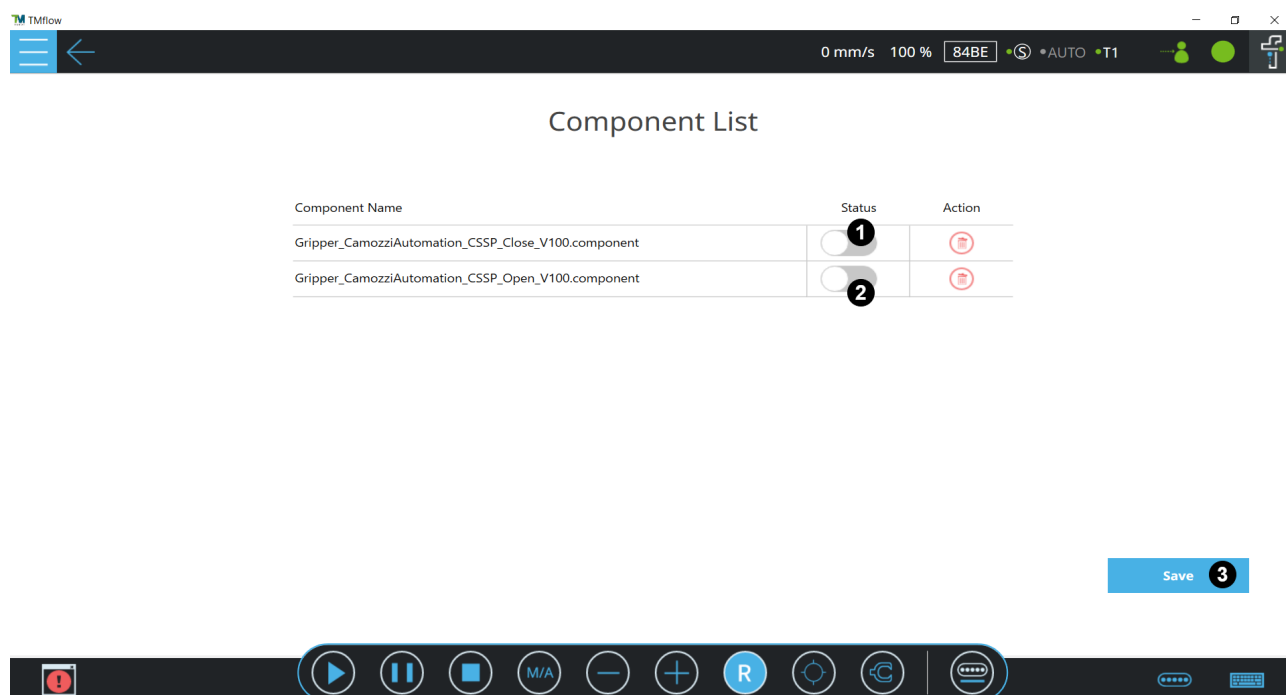 TM TMflow
0 mm/s 100 % 84BE S AUTO T1
Component List
Component Name Status Action
Gripper_CamozziAutomation_CSSP_Close_V100.component 1
Gripper_CamozziAutomation_CSSP_Open_V100.component 2
Save 3
M/A R C